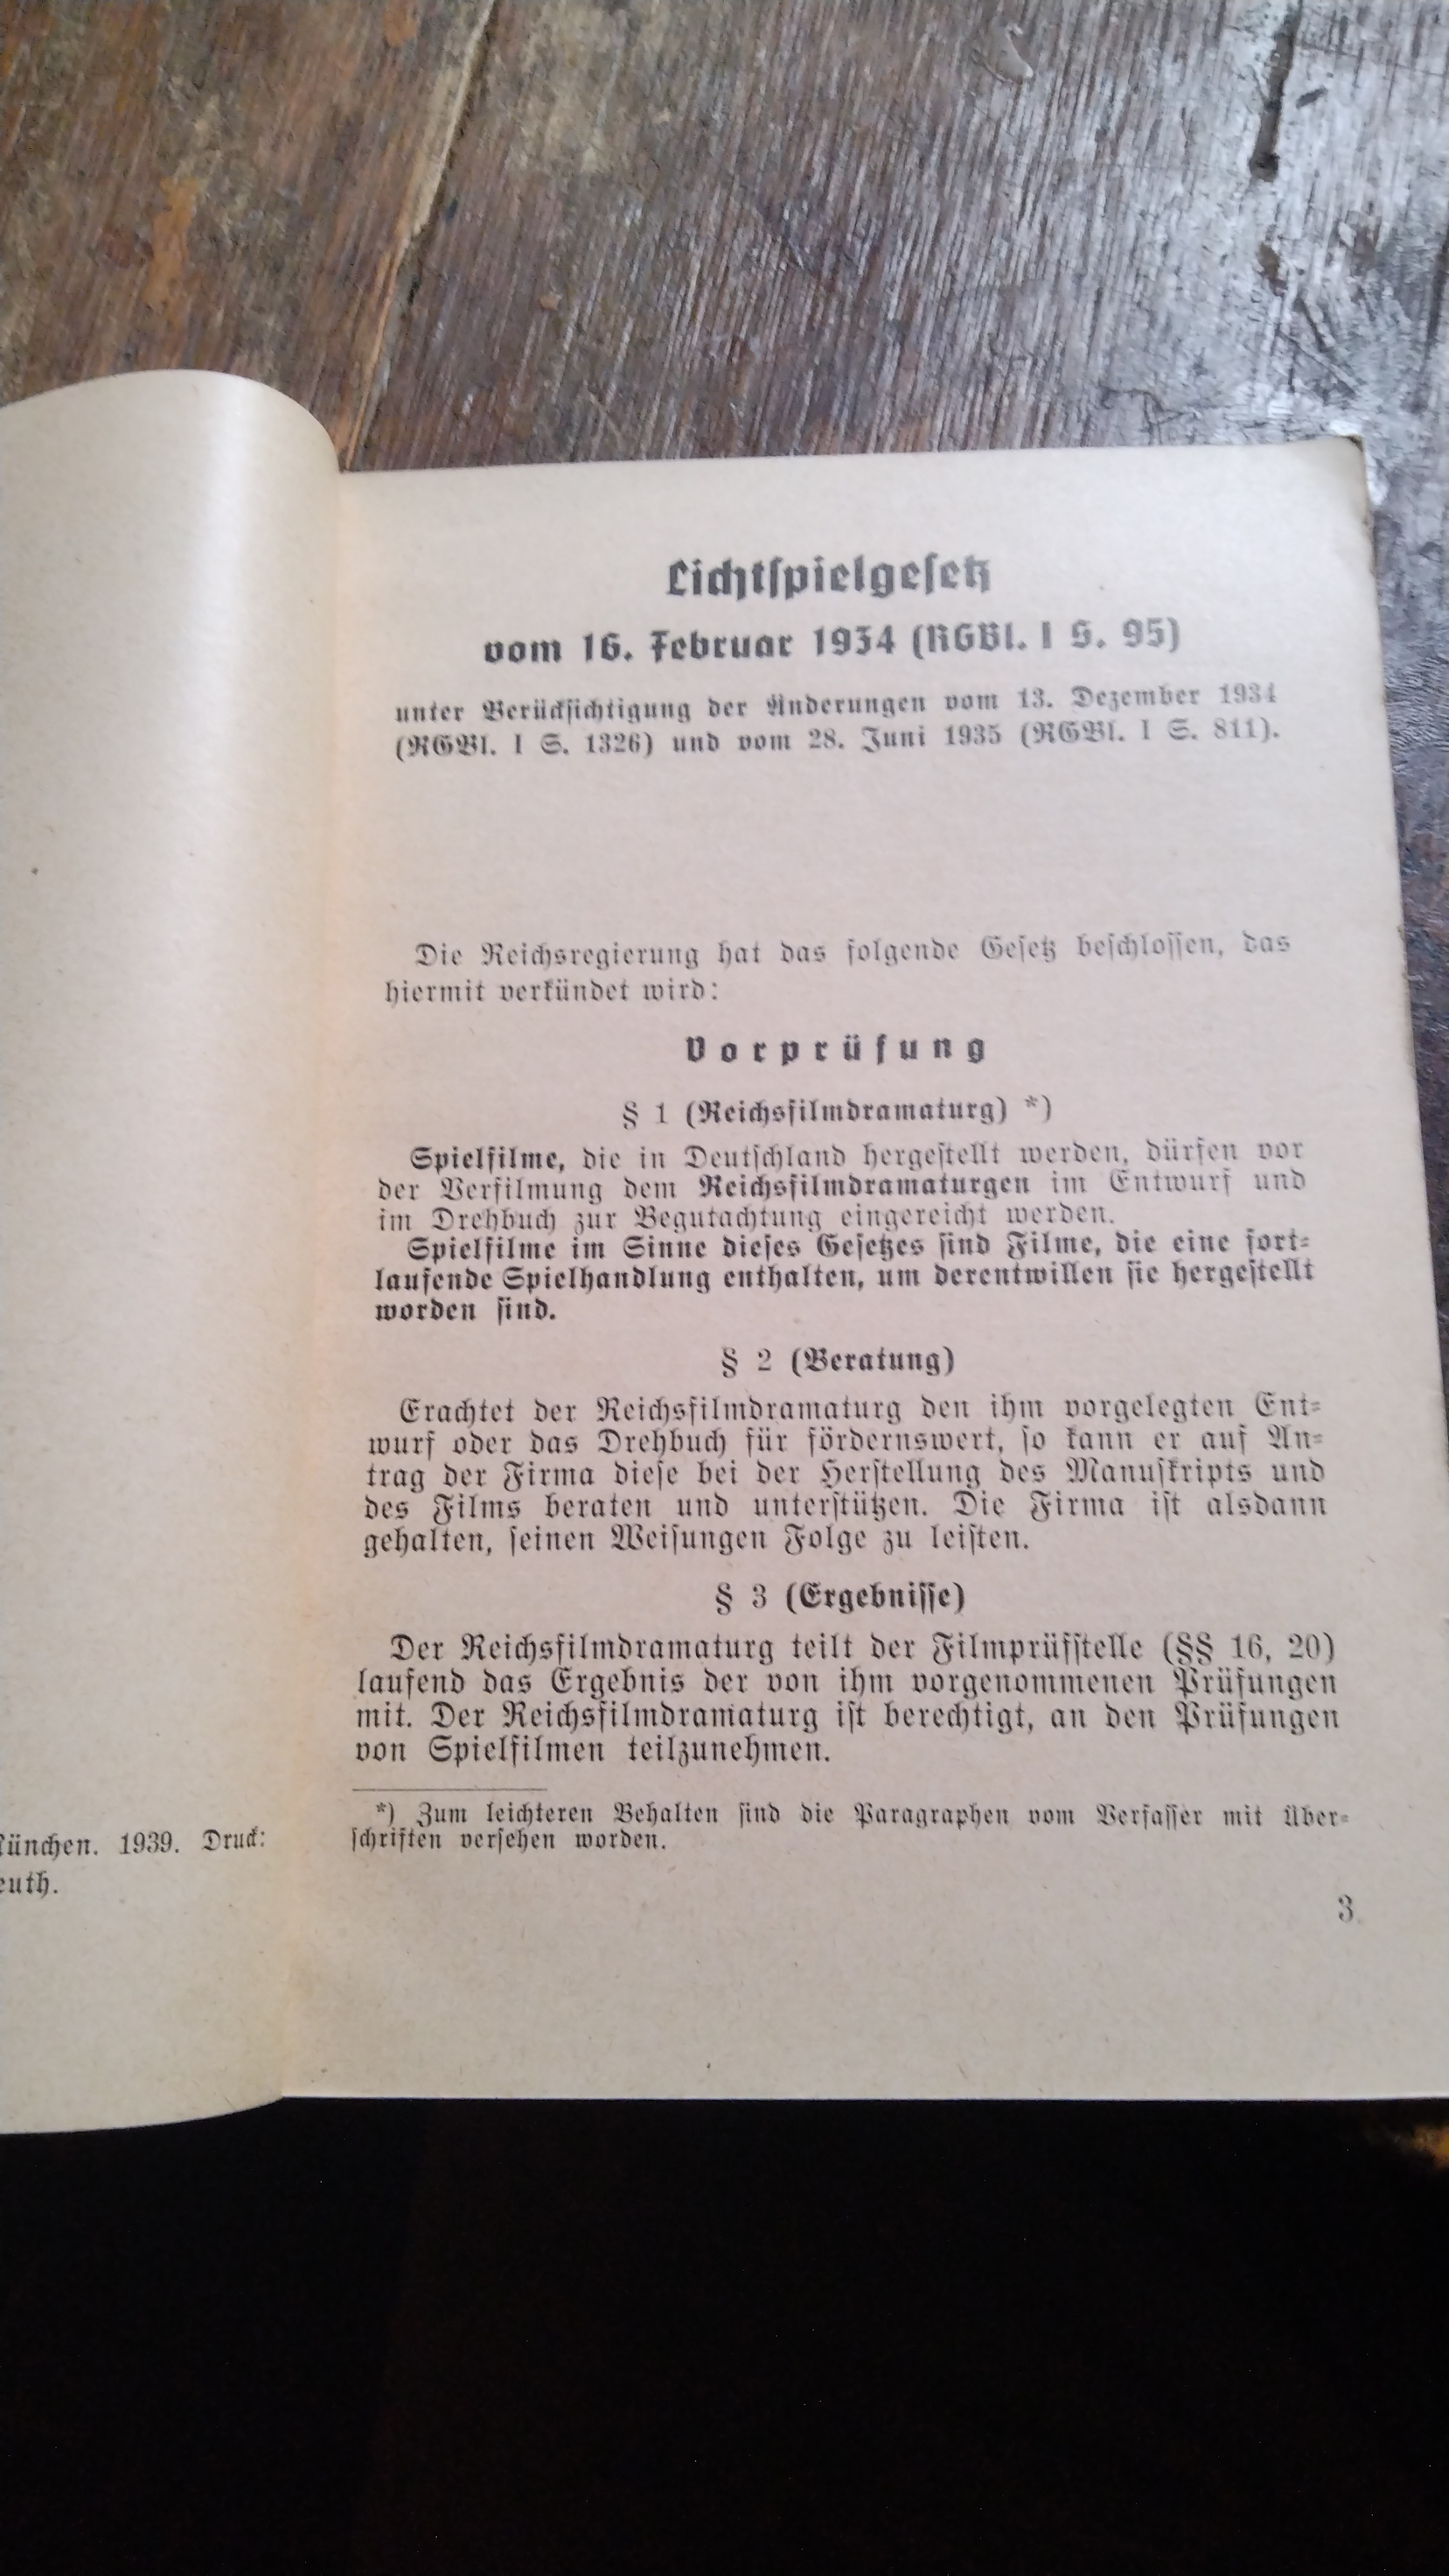 Lichtſpielgeſetz
vom 16. Februar 1934 (RGBl. I S. 95)
unter Berückſichtigung der Änderungen vom 13. Dezember 1934
(RGBl. I S. 1326) und vom 28. Juni 1935 (RGBl. I S. 811).
Die Reichsregierung hat das folgende Geſetz beſchloſſen, das
hiermit verkündet wird:
Vorprüfung
§ 1 (Reichsfilmdramaturg) *)
Spielfilme, die in Deutſchland hergeſtellt werden, dürfen vor
der Verfilmung dem Reichsfilmdramaturgen im Entwurf und
im Drehbuch zur Begutachtung eingereicht werden.
Spielfilme im Sinne dieſes Geſetzes ſind Filme, die eine fort-
laufende Spielhandlung enthalten, um derentwillen ſie hergeſtellt
worden ſind.
§ 2 (Beratung)
Erachtet der Reichsfilmdramaturg den ihm vorgelegten Ent-
wurf oder das Drehbuch für fördernswert, ſo kann er auf An-
trag der Firma dieſe bei der Herſtellung des Manuſkripts und
des Films beraten und unterſtützen. Die Firma iſt alsdann
gehalten, ſeinen Weiſungen Folge zu leiſten.
§ 3 (Ergebniſſe)
Der Reichsfilmdramaturg teilt der Filmprüfſtelle (§§ 16, 20)
laufend das Ergebnis der von ihm vorgenommenen Prüfungen
mit. Der Reichsfilmdramaturg iſt berechtigt, an den Prüfungen
von Spielfilmen teilzunehmen.
*) Zum leichteren Behalten ſind die Paragraphen vom Verfaſſer mit Über-
ſchriften verſehen worden.
3
ünchen. 1939. Druck:
euth.